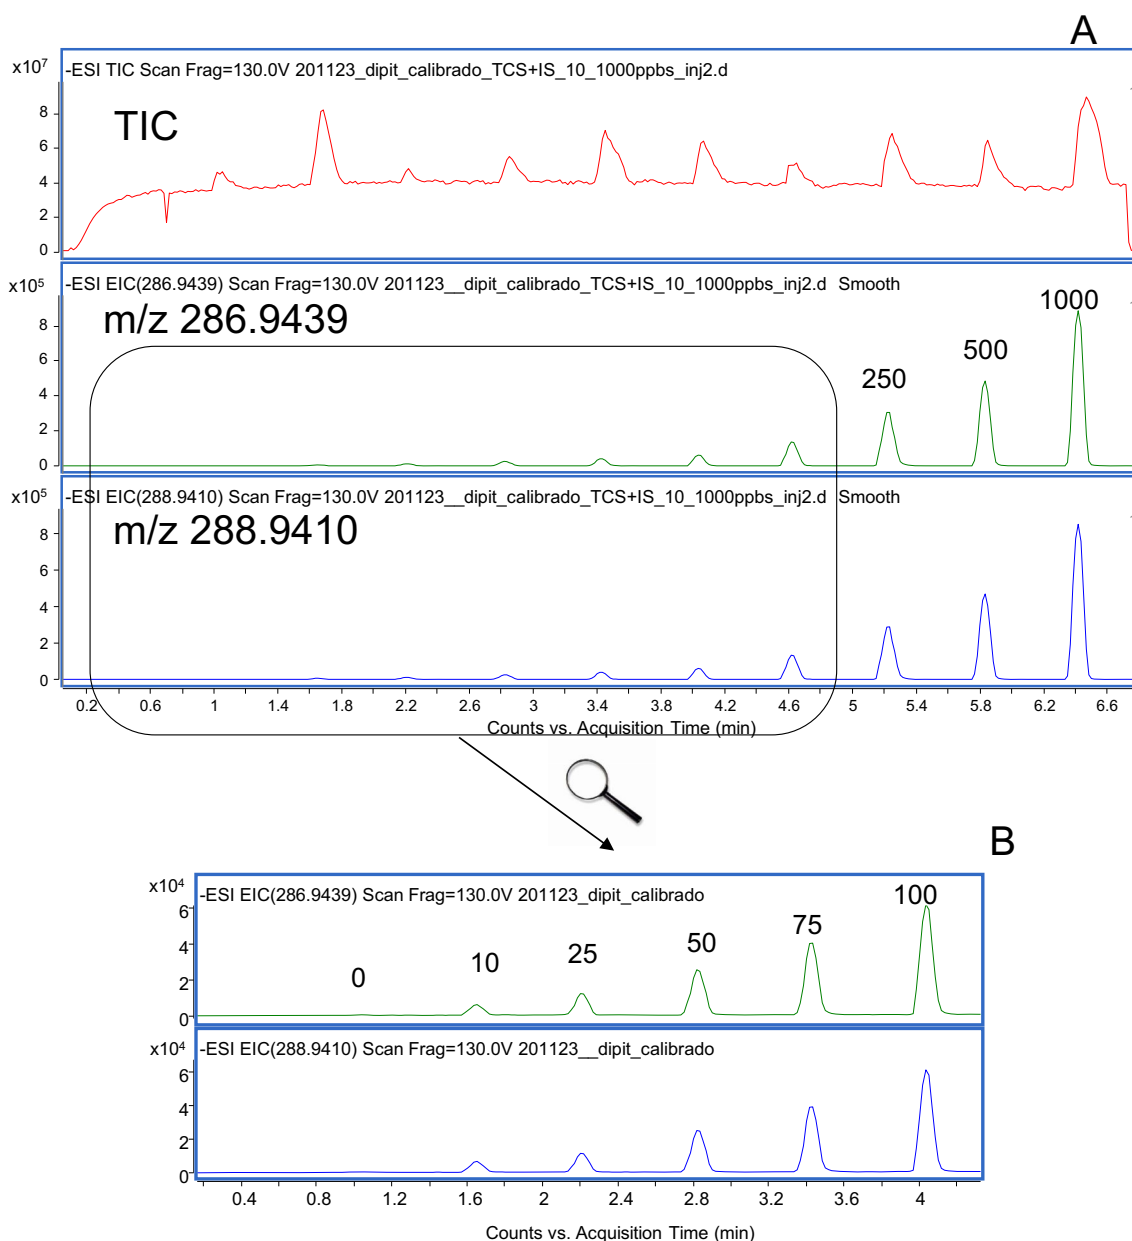 A
x10⁷
-ESI TIC Scan Frag=130.0V 201123_dipit_calibrado_TCS+IS_10_1000ppbs_inj2.d
TIC
8
6
4
2
0
x10⁵
-ESI EIC(286.9439) Scan Frag=130.0V 201123__dipit_calibrado_TCS+IS_10_1000ppbs_inj2.d Smooth
m/z 286.9439
1000
500
250
8
6
4
2
0
x10⁵
-ESI EIC(288.9410) Scan Frag=130.0V 201123__dipit_calibrado_TCS+IS_10_1000ppbs_inj2.d Smooth
m/z 288.9410
8
6
4
2
0
0.2 0.6 1 1.4 1.8 2.2 2.6 3 3.4 3.8 4.2 4.6 5 5.4 5.8 6.2 6.6
Counts vs. Acquisition Time (min)
B
x10⁴
-ESI EIC(286.9439) Scan Frag=130.0V 201123_dipit_calibrado
0 10 25 50 75 100
6
4
2
0
x10⁴
-ESI EIC(288.9410) Scan Frag=130.0V 201123__dipit_calibrado
6
4
2
0
0.4 0.8 1.2 1.6 2 2.4 2.8 3.2 3.6 4
Counts vs. Acquisition Time (min)